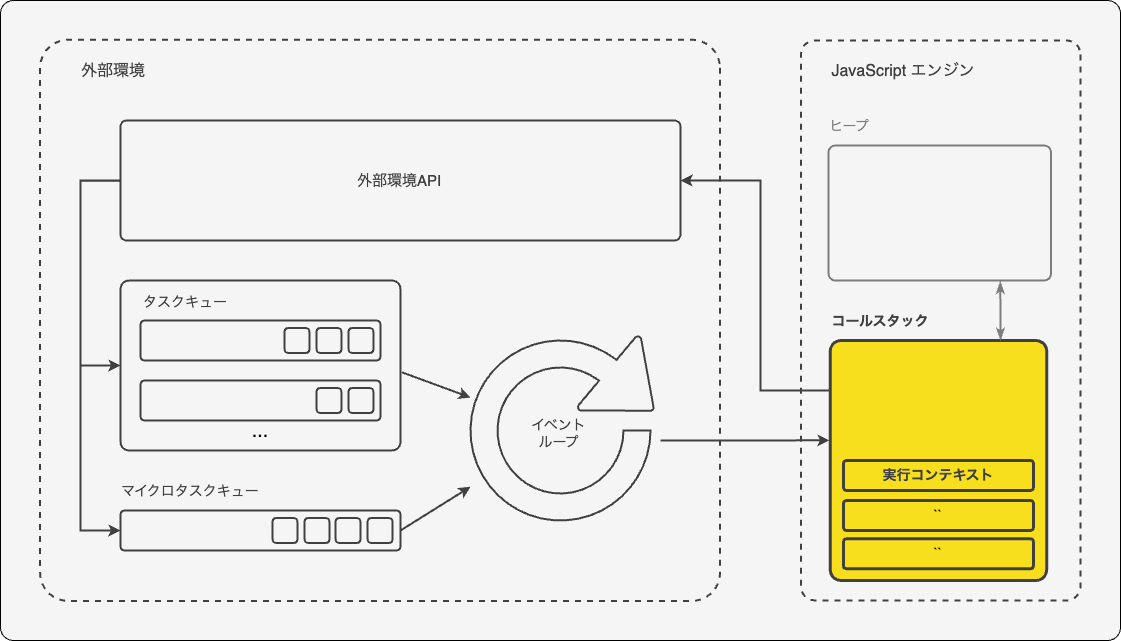 外部環境
JavaScript エンジン
ヒープ
外部環境API
タスクキュー
...
コールスタック
イベント
ループ
実行コンテキスト
``
``
マイクロタスクキュー